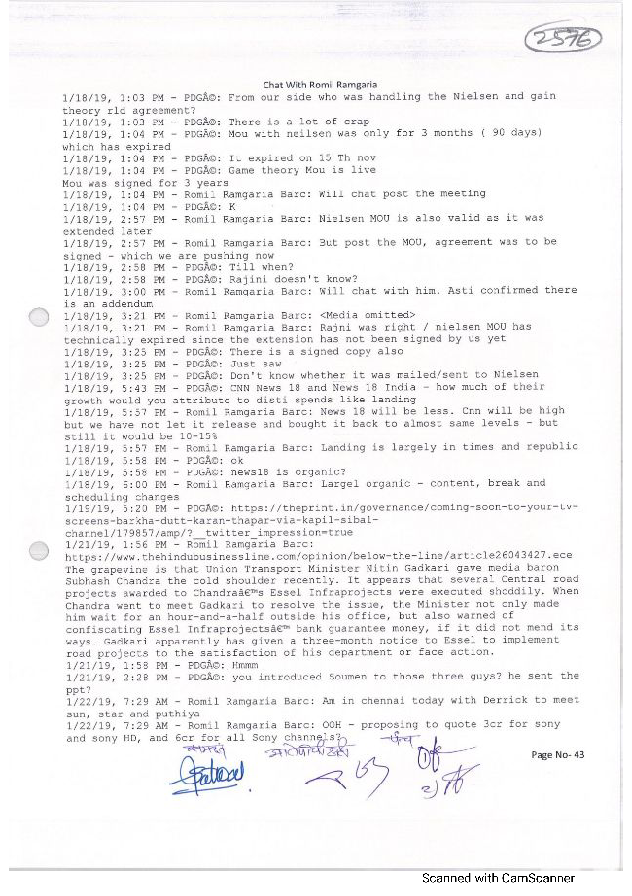 2576
Chat With Romil Ramgaria
1/18/19, 1:03 PM - PDGÂ©: From our side who was handling the Nielsen and gain
theory rld agreement?
1/18/19, 1:03 PM - PDGÂ©: There is a lot of crap
1/18/19, 1:04 PM - PDGÂ©: Mou with neilsen was only for 3 months ( 90 days)
which has expired
1/18/19, 1:04 PM - PDGÂ©: It expired on 15 Th nov
1/18/19, 1:04 PM - PDGÂ©: Game theory Mou is live
Mou was signed for 3 years
1/18/19, 1:04 PM - Romil Ramgaria Barc: Will chat post the meeting
1/18/19, 1:04 PM - PDGÂ©: K
1/18/19, 2:57 PM - Romil Ramgaria Barc: Nielsen MOU is also valid as it was
extended later
1/18/19, 2:57 PM - Romil Ramgaria Barc: But post the MOU, agreement was to be
signed - which we are pushing now
1/18/19, 2:58 PM - PDGÂ©: Till when?
1/18/19, 2:58 PM - PDGÂ©: Rajini doesn't know?
1/18/19, 3:00 PM - Romil Ramgaria Barc: Will chat with him. Asti confirmed there
is an addendum
1/18/19, 3:21 PM - Romil Ramgaria Barc: <Media omitted>
1/18/19, 3:21 PM - Romil Ramgaria Barc: Rajni was right / nielsen MOU has
technically expired since the extension has not been signed by us yet
1/18/19, 3:25 PM - PDGÂ©: There is a signed copy also
1/18/19, 3:25 PM - PDGÂ©: Just saw
1/18/19, 3:25 PM - PDGÂ©: Don't know whether it was mailed/sent to Nielsen
1/18/19, 5:43 PM - PDGÂ©: CNN News 18 and News 18 India - how much of their
growth would you attribute to disti spends like landing
1/18/19, 5:57 PM - Romil Ramgaria Barc: News 18 will be less. Cnn will be high
but we have not let it release and bought it back to almost same levels - but
still it would be 10-15%
1/18/19, 5:57 PM - Romil Ramgaria Barc: Landing is largely in times and republic
1/18/19, 5:58 PM - PDGÂ©: ok
1/18/19, 5:58 PM - PDGÂ©: news18 is organic?
1/18/19, 6:00 PM - Romil Ramgaria Barc: Largel organic - content, break and
scheduling charges
1/19/19, 5:20 PM - PDGÂ©: https://theprint.in/governance/coming-soon-to-your-tv-
screens-barkha-dutt-karan-thapar-via-kapil-sibal-
channel/179857/amp/?__twitter_impression=true
1/21/19, 1:56 PM - Romil Ramgaria Barc:
https://www.thehindubusinessline.com/opinion/below-the-line/article26043427.ece
The grapevine is that Union Transport Minister Nitin Gadkari gave media baron
Subhash Chandra the cold shoulder recently. It appears that several Central road
projects awarded to Chandraâ€™s Essel Infraprojects were executed shoddily. When
Chandra went to meet Gadkari to resolve the issue, the Minister not only made
him wait for an hour-and-a-half outside his office, but also warned of
confiscating Essel Infraprojectsâ€™ bank guarantee money, if it did not mend its
ways. Gadkari apparently has given a three-month notice to Essel to implement
road projects to the satisfaction of his department or face action.
1/21/19, 1:58 PM - PDGÂ©: Hmmm
1/21/19, 2:28 PM - PDGÂ©: you introduced Soumen to those three guys? he sent the
ppt?
1/22/19, 7:29 AM - Romil Ramgaria Barc: Am in chennai today with Derrick to meet
sun, star and puthiya
1/22/19, 7:29 AM - Romil Ramgaria Barc: OOH - proposing to quote 3cr for sony
and sony HD, and 6cr for all Sony channels?
पंच
Page No- 43
Scanned with CamScanner